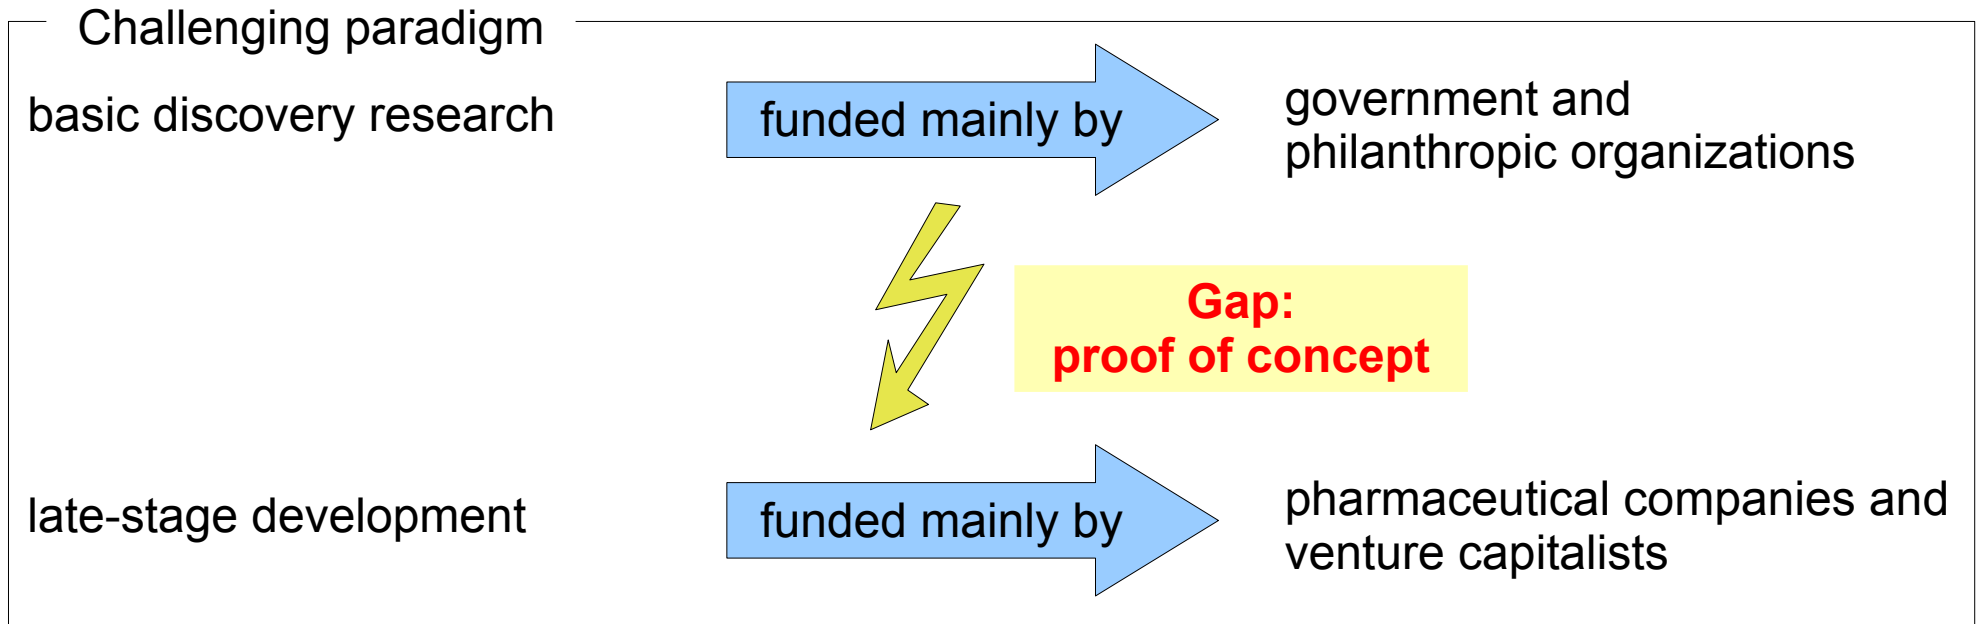 Challenging paradigm
basic discovery research
funded mainly by
government and
philanthropic organizations
Gap:
proof of concept
late-stage development
funded mainly by
pharmaceutical companies and
venture capitalists